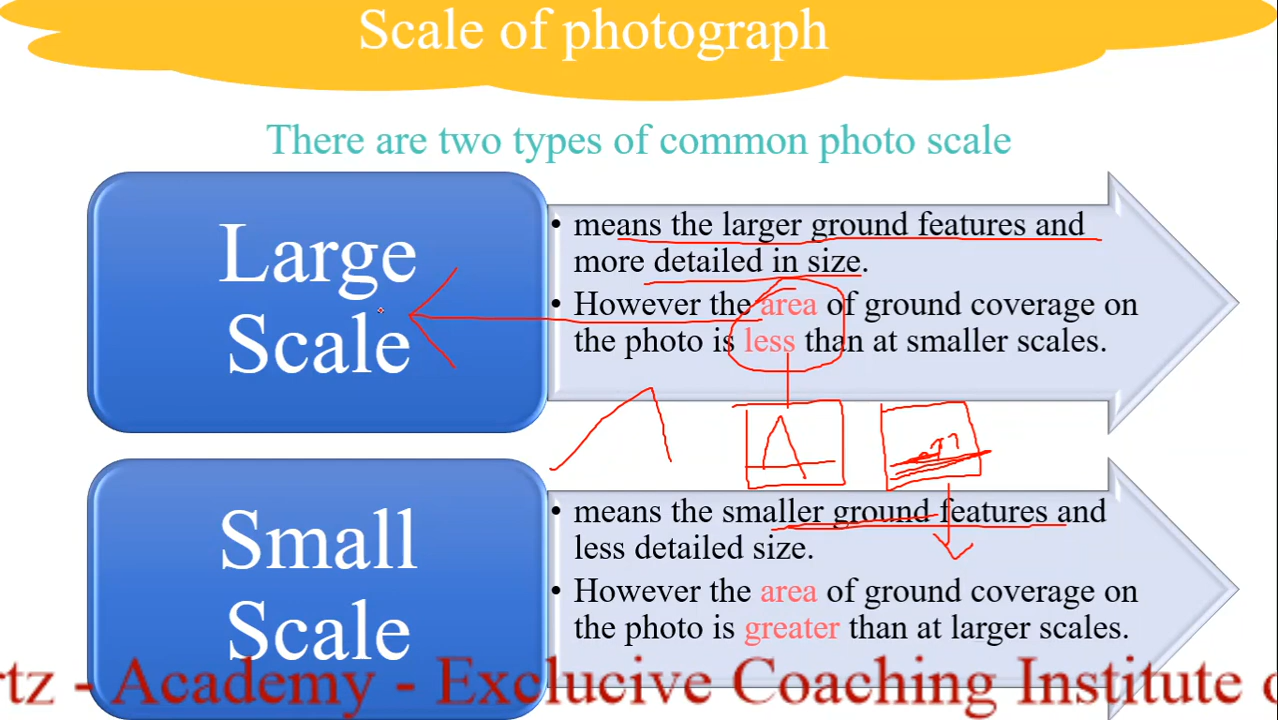 Scale of photograph
There are two types of common photo scale
Large
Scale
• means the larger ground features and
more detailed in size.
• However the area of ground coverage on
the photo is less than at smaller scales.
Small
Scale
• means the smaller ground features and
less detailed size.
• However the area of ground coverage on
the photo is greater than at larger scales.
rtz - Academy - Exclucive Coaching Institute